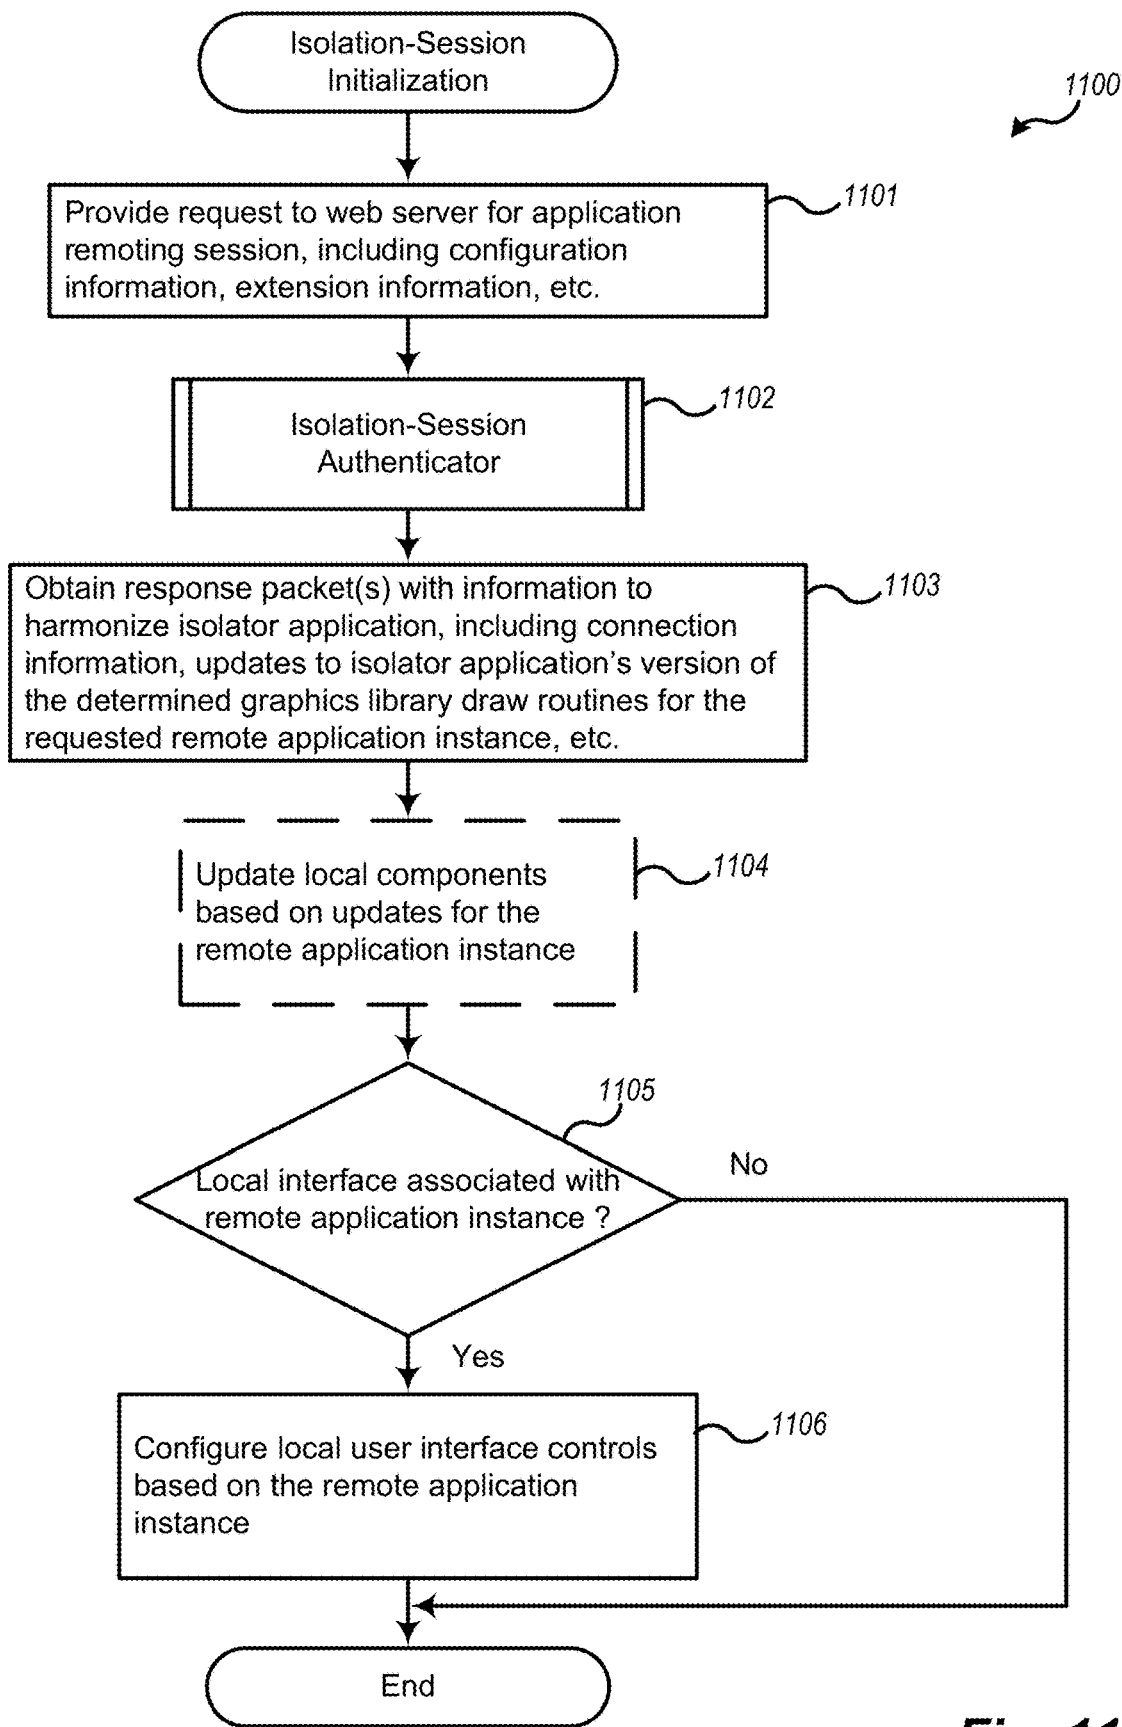 Isolation-Session
Initialization
1100
1101
Provide request to web server for application
remoting session, including configuration
information, extension information, etc.
1102
Isolation-Session
Authenticator
1103
Obtain response packet(s) with information to
harmonize isolator application, including connection
information, updates to isolator application's version of
the determined graphics library draw routines for the
requested remote application instance, etc.
1104
Update local components
based on updates for the
remote application instance
1105
No
Local interface associated with
remote application instance ?
Yes
1106
Configure local user interface controls
based on the remote application
instance
End